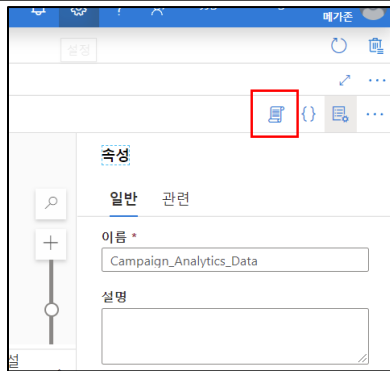 메가존
설정
속성
일반 관련
이름 *
Campaign_Analytics_Data
설명
설